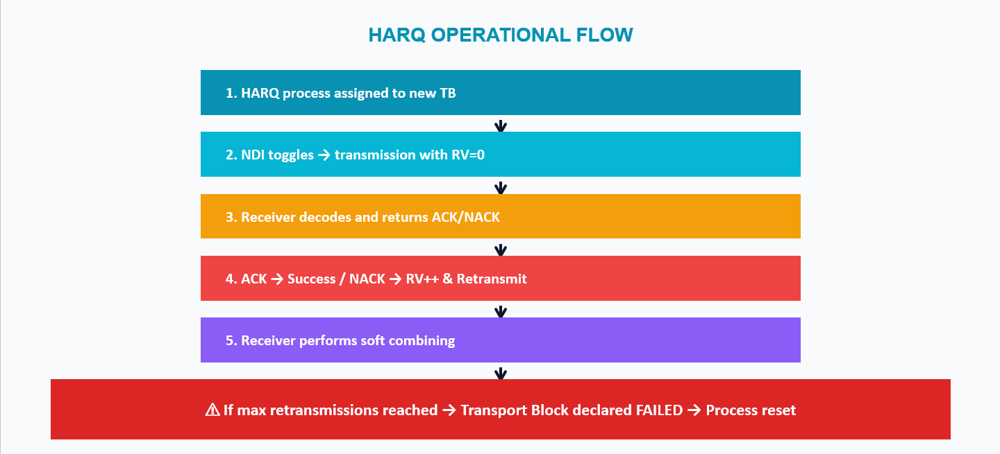 HARQ OPERATIONAL FLOW
1. HARQ process assigned to new TB
2. NDI toggles → transmission with RV=0
3. Receiver decodes and returns ACK/NACK
4. ACK → Success / NACK → RV++ & Retransmit
5. Receiver performs soft combining
⚠ If max retransmissions reached → Transport Block declared FAILED → Process reset